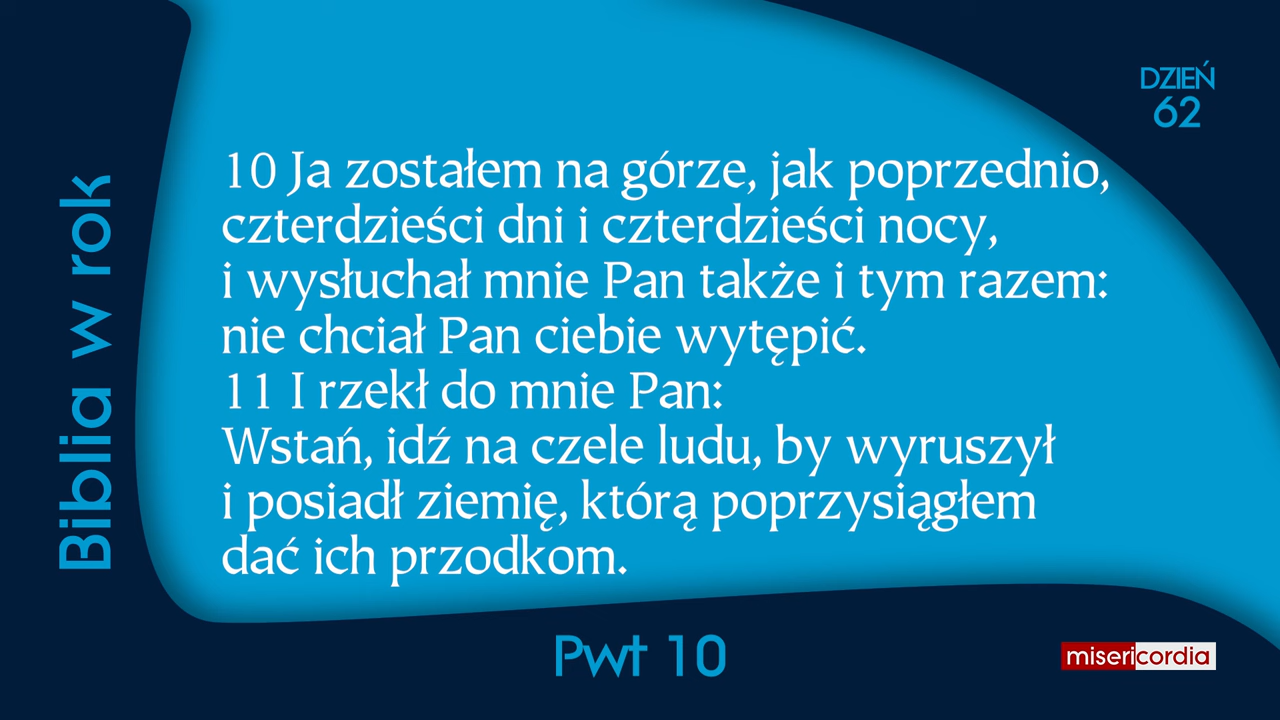 DZIEŃ
62
10 Ja zostałem na górze, jak poprzednio,
czterdzieści dni i czterdzieści nocy,
i wysłuchał mnie Pan także i tym razem:
nie chciał Pan ciebie wytępić.
11 I rzekł do mnie Pan:
Wstań, idź na czele ludu, by wyruszył
i posiadł ziemię, którą poprzysiągłem
dać ich przodkom.
Biblia w rok
Pwt 10
misericordia